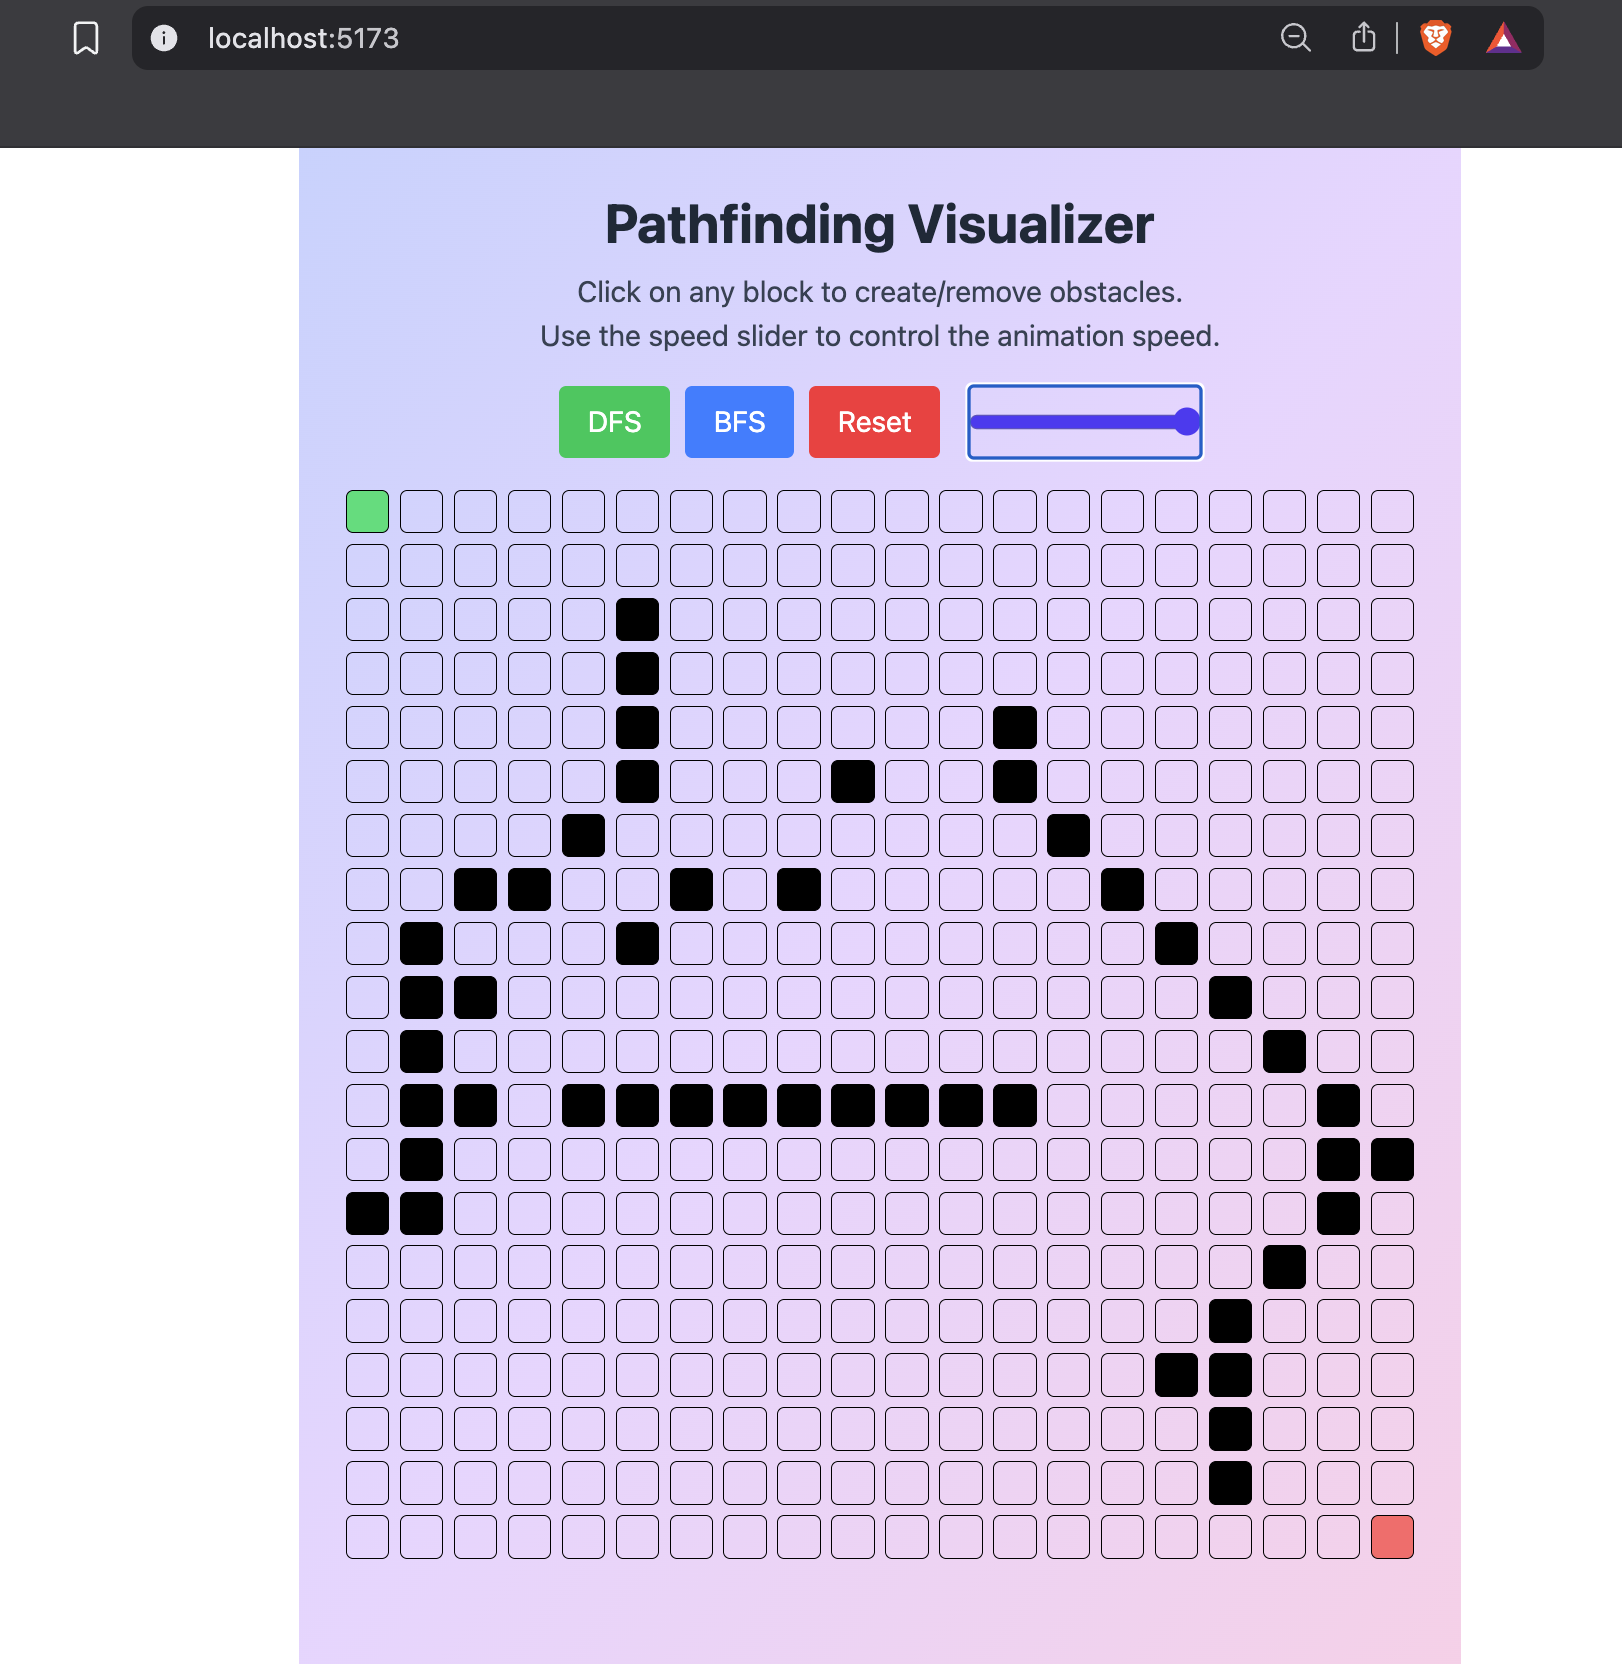 localhost:5173
Pathfinding Visualizer
Click on any block to create/remove obstacles.
Use the speed slider to control the animation speed.
DFS BFS Reset